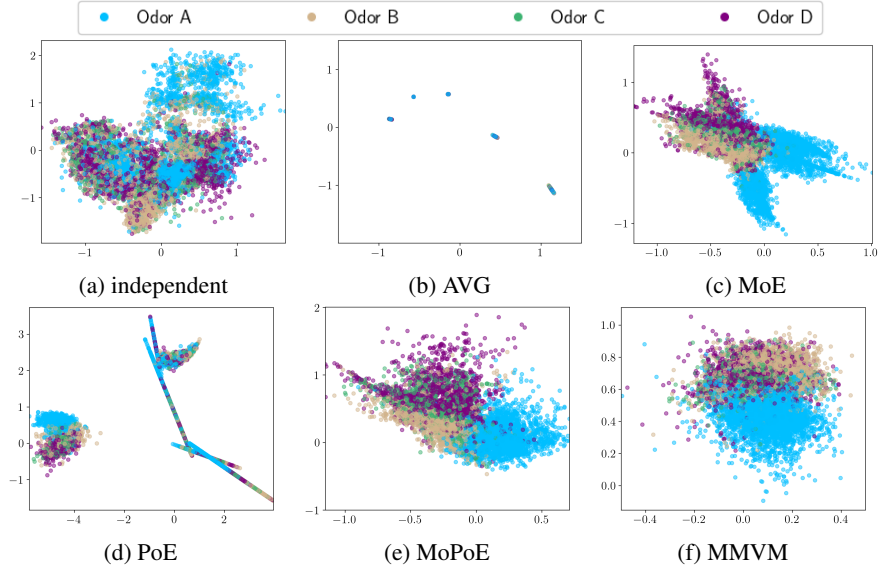 Odor A Odor B Odor C Odor D
2
1
0
−1
−1 0 1
(a) independent
1
0
−1
−1 0 1
(b) AVG
1
0
−1
−1.0 −0.5 0.0 0.5 1.0
(c) MoE
3
2
1
0
−1
−4 −2 0 2
(d) PoE
2
1
0
−1
−1.0 −0.5 0.0 0.5
(e) MoPoE
1.0
0.8
0.6
0.4
0.2
0.0
−0.4 −0.2 0.0 0.2 0.4
(f) MMVM